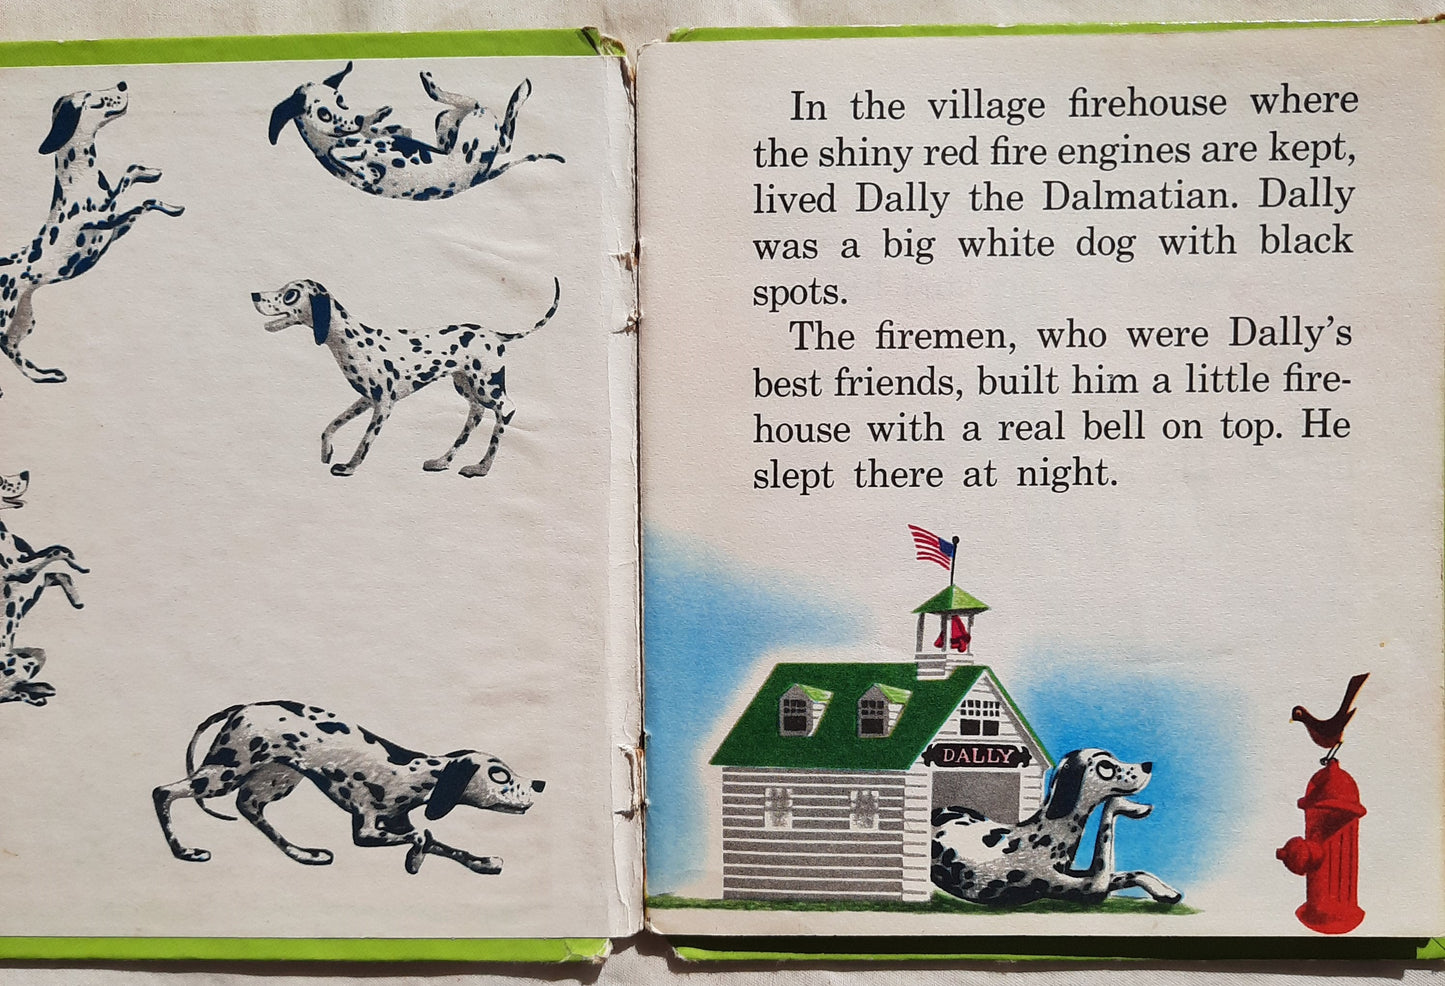 In the village firehouse where
the shiny red fire engines are kept,
lived Dally the Dalmatian. Dally
was a big white dog with black
spots.
The firemen, who were Dally's
best friends, built him a little fire-
house with a real bell on top. He
slept there at night.
DALLY